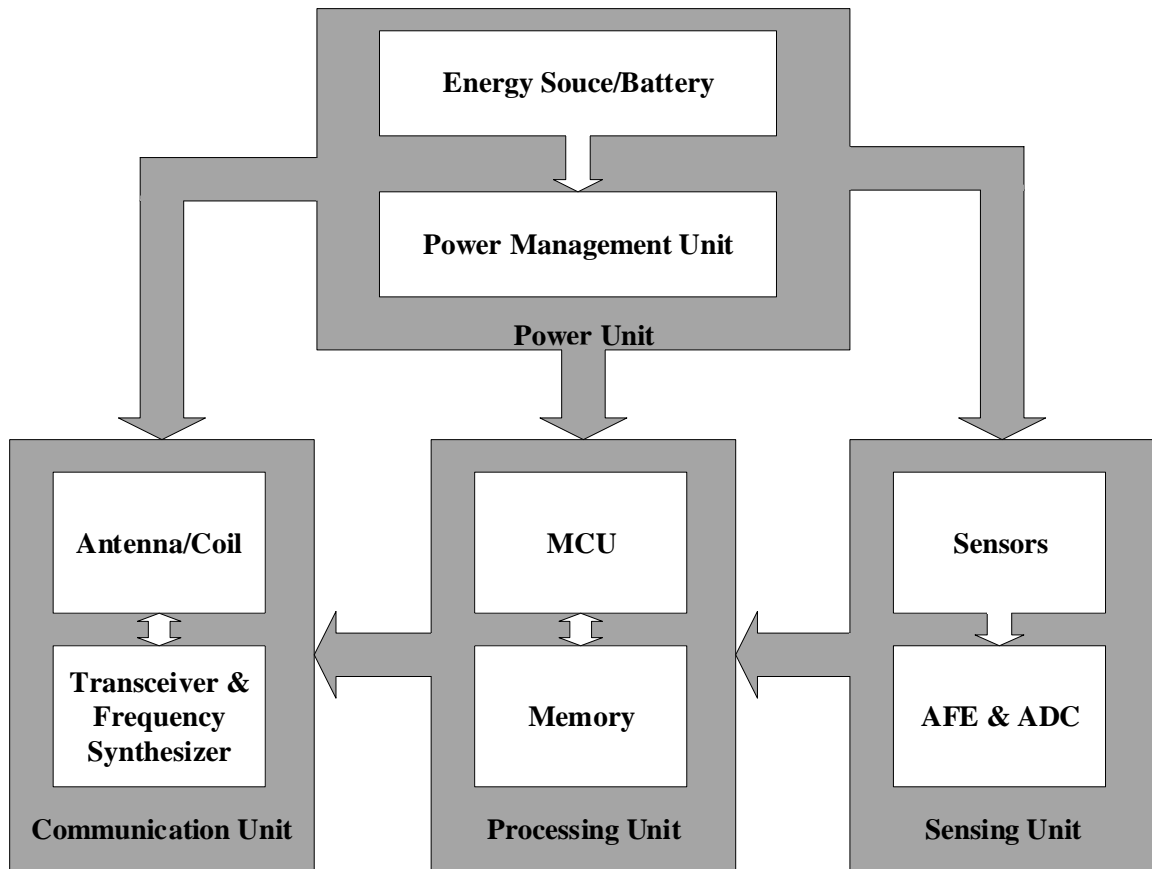 Energy Souce/Battery
Power Management Unit
Power Unit
Antenna/Coil
Transceiver &
Frequency
Synthesizer
Communication Unit
MCU
Memory
Processing Unit
Sensors
AFE & ADC
Sensing Unit